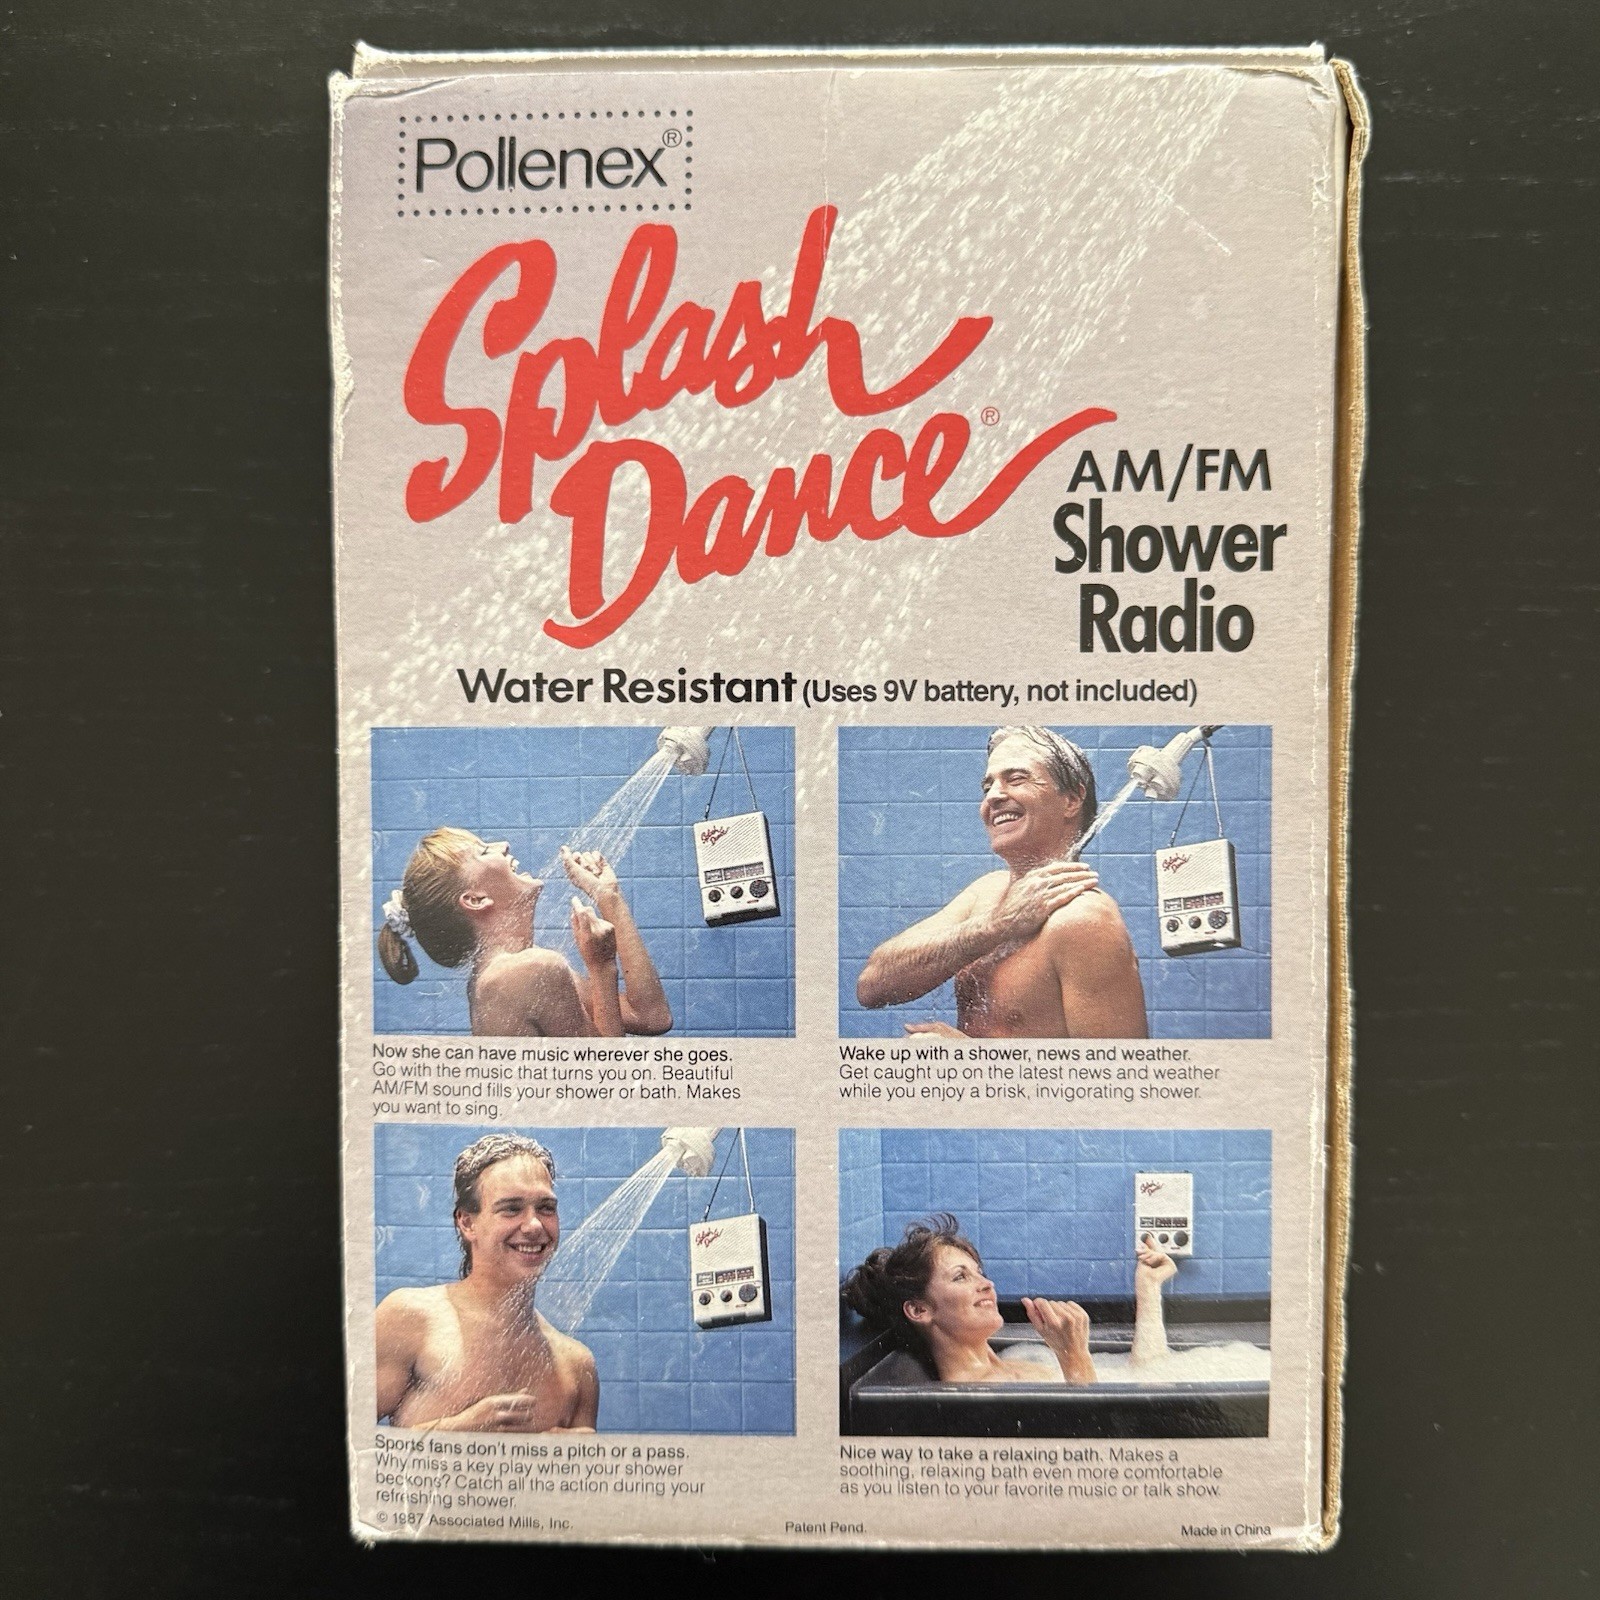 Pollenex®
Splash
Dance®
AM/FM
Shower
Radio
Water Resistant (Uses 9V battery, not included)
Splash
Dance
Splash
Dance
Now she can have music wherever she goes.
Go with the music that turns you on. Beautiful
AM/FM sound fills your shower or bath. Makes
you want to sing.
Wake up with a shower, news and weather.
Get caught up on the latest news and weather
while you enjoy a brisk, invigorating shower.
Splash
Dance
Splash
Dance
Sports fans don't miss a pitch or a pass.
Why miss a key play when your shower
beckons? Catch all the action during your
refreshing shower.
Nice way to take a relaxing bath. Makes a
soothing, relaxing bath even more comfortable
as you listen to your favorite music or talk show.
© 1987 Associated Mills, Inc.
Patent Pend.
Made in China